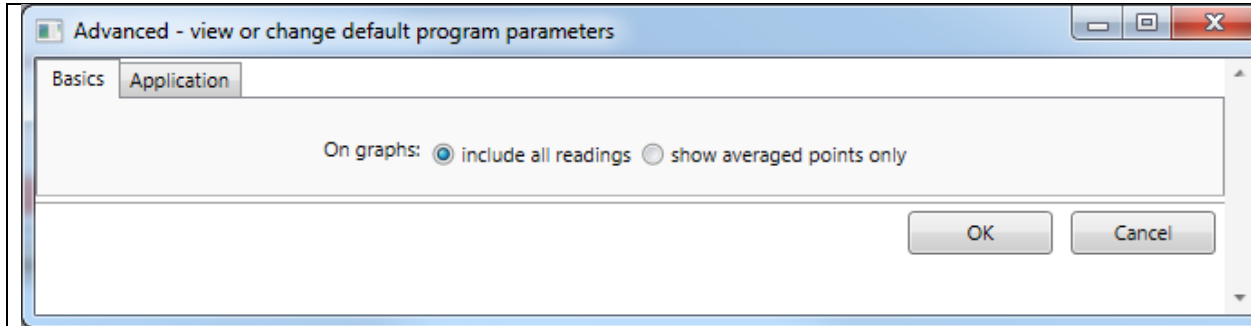 Advanced - view or change default program parameters
Basics Application
On graphs: include all readings show averaged points only
OK Cancel